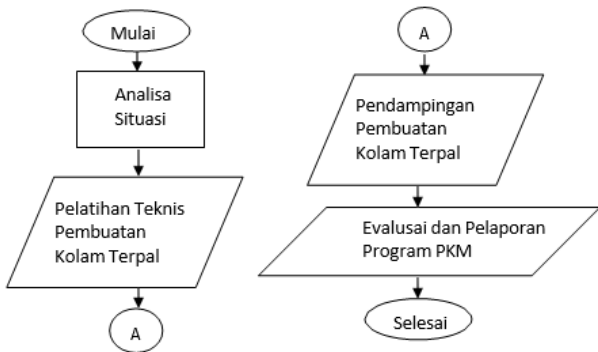 Mulai
Analisa
Situasi
Pelatihan Teknis
Pembuatan
Kolam Terpal
A
A
Pendampingan
Pembuatan
Kolam Terpal
Evalusai dan Pelaporan
Program PKM
Selesai